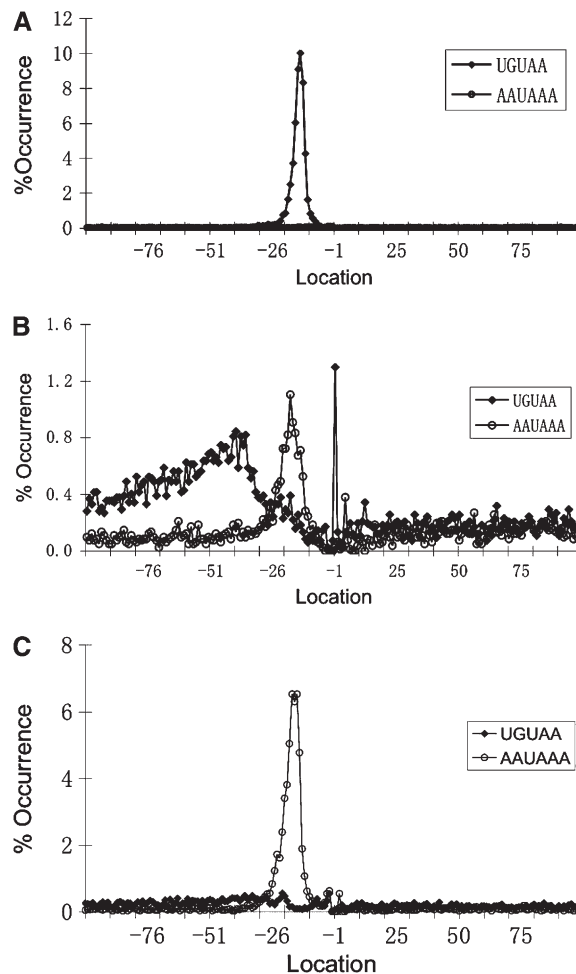 A
12
10
8
6
4
2
0
%Occurrence
UGUAA
AAUAAA
-76 -51 -26 -1 25 50 75
Location
B
1.6
1.2
0.8
0.4
0.0
% Occurrence
UGUAA
AAUAAA
-76 -51 -26 -1 25 50 75
Location
C
8
6
4
2
0
% Occurrence
UGUAA
AAUAAA
-76 -51 -26 -1 25 50 75
Location